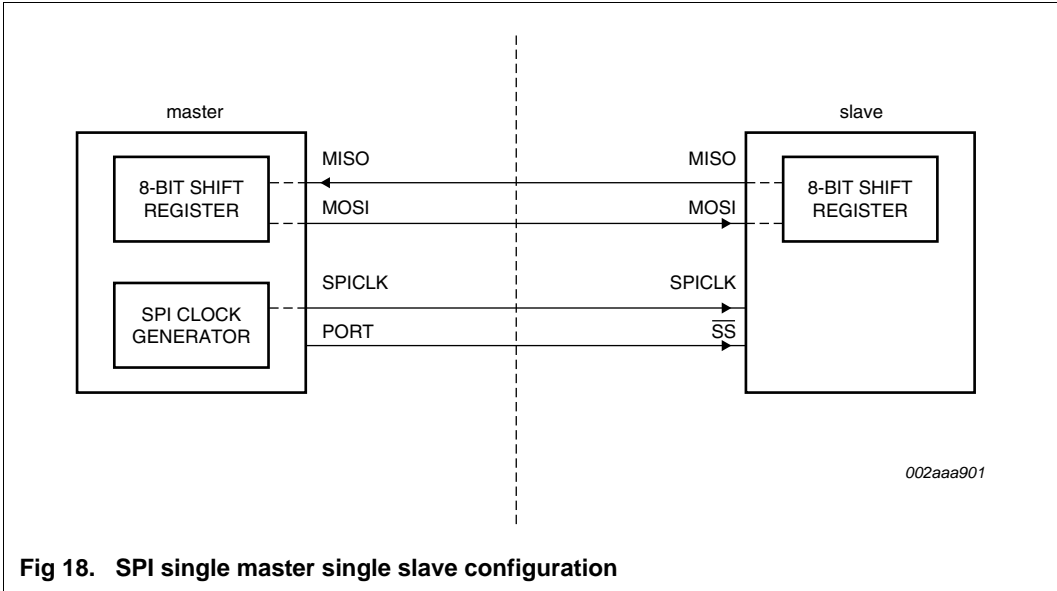 master
slave
MISO
MISO
8-BIT SHIFT
REGISTER
8-BIT SHIFT
REGISTER
MOSI
MOSI
SPICLK
SPICLK
SPI CLOCK
GENERATOR
PORT
SS
002aaa901
Fig 18. SPI single master single slave configuration